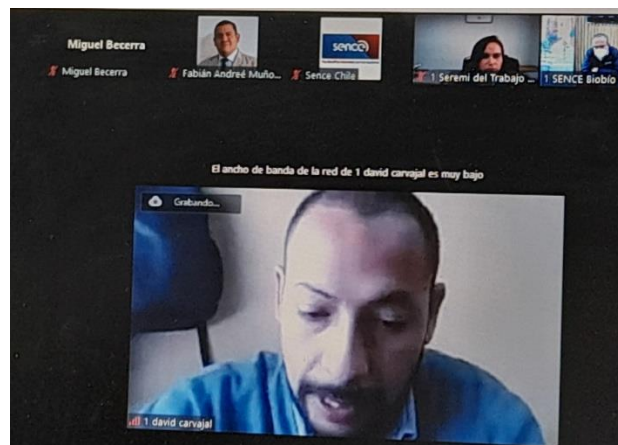 Miguel Becerra
Miguel Becerra
Fabián Andreé Muño...
sence
Sence Chile
1 Seremi del Trabajo ...
1 SENCE Biobío
El ancho de banda de la red de 1 david carvajal es muy bajo
Grabando...
1 david carvajal